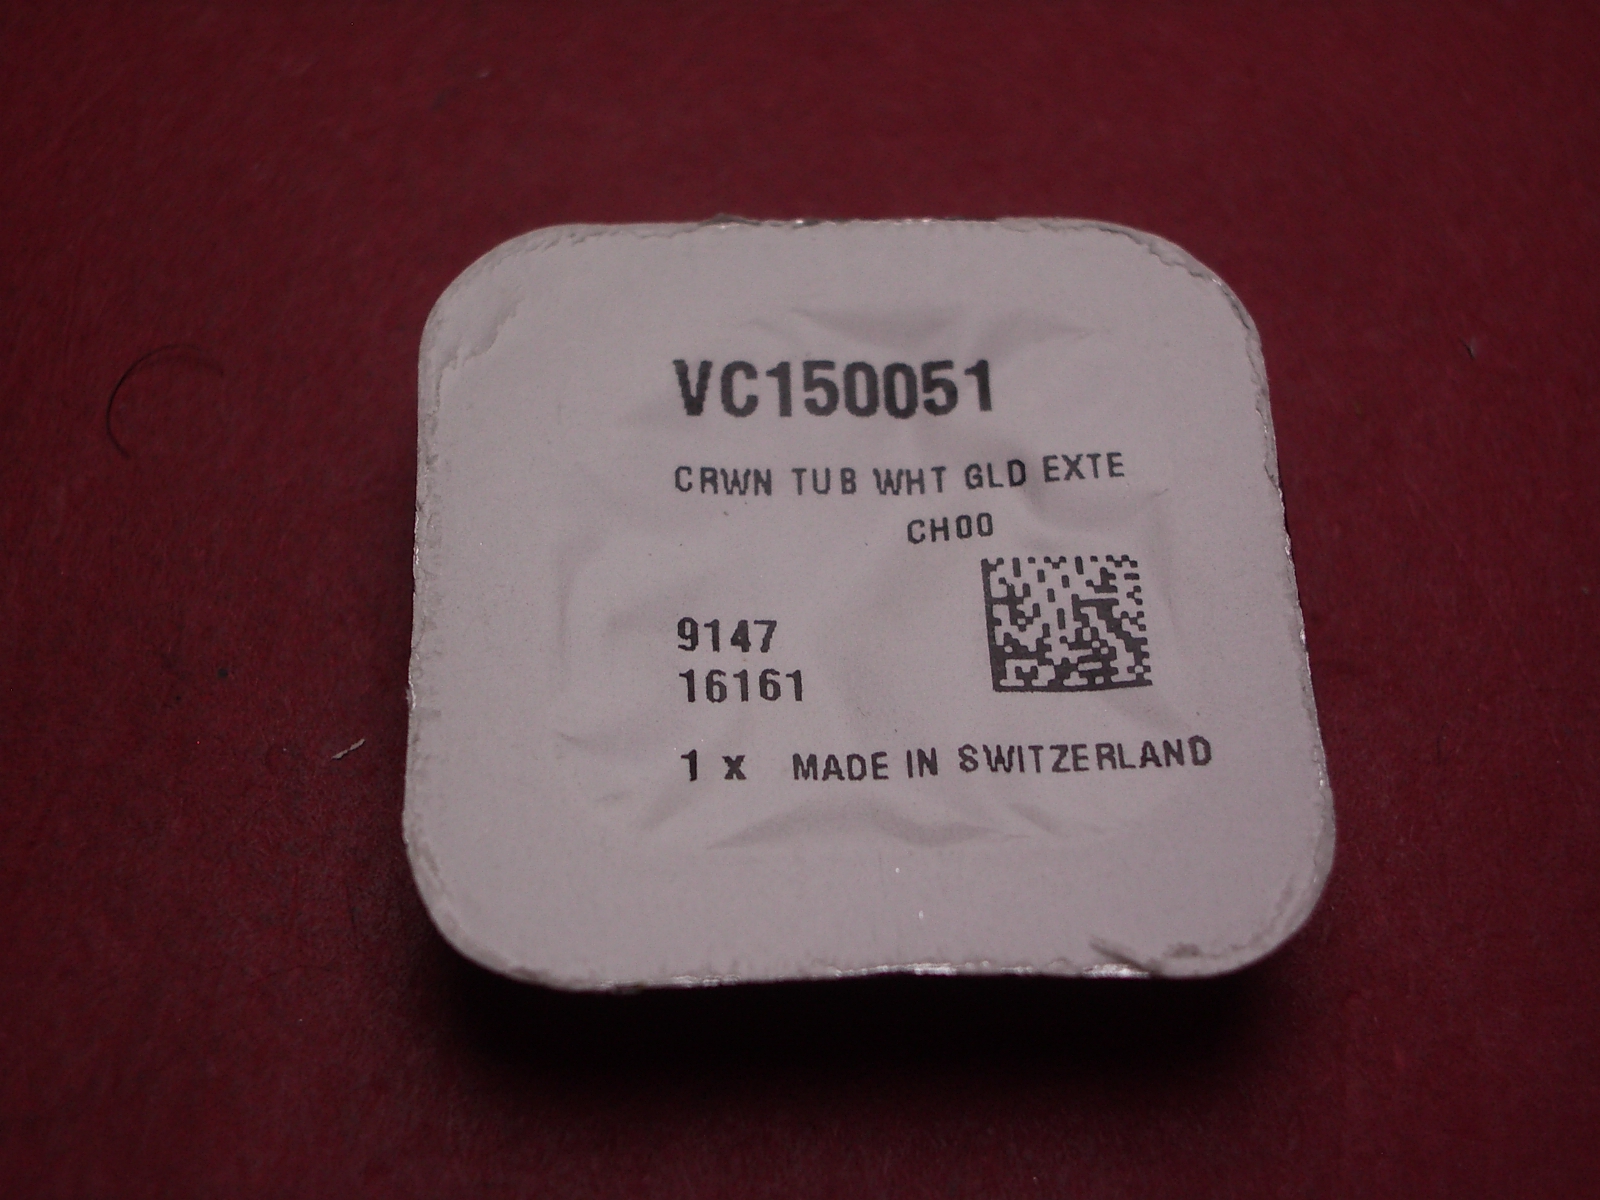 VC150051
CRWN TUB WHT GLD EXTE
CH00
9147
16161
1 x MADE IN SWITZERLAND